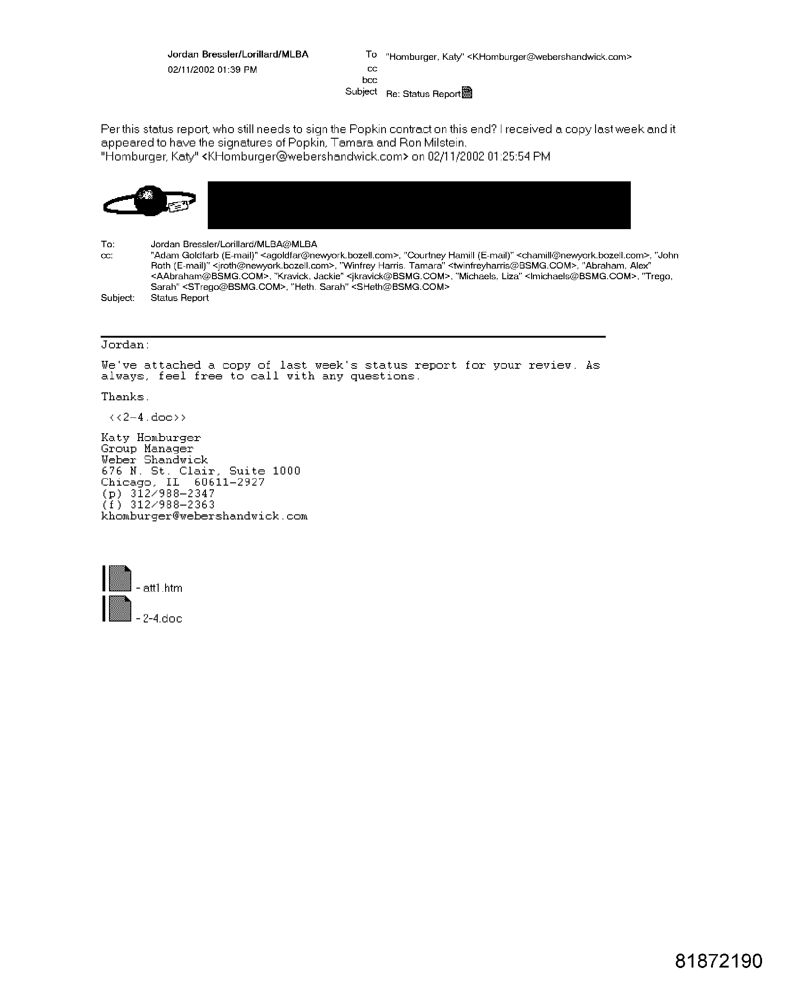 Jordan Bressler/Lorillard/MLBA
02/11/2002 01:39 PM
To "Homburger, Katy" <KHomburger@webershandwick.com>
cc
bcc
Subject Re: Status Report
Per this status report, who still needs to sign the Popkin contract on this end? I received a copy last week and it
appeared to have the signatures of Popkin, Tamara and Ron Milstein.
"Homburger, Katy" <KHomburger@webershandwick.com> on 02/11/2002 01:25:54 PM
To: Jordan Bressler/Lorillard/MLBA@MLBA
cc: "Adam Goldfarb (E-mail)" <agoldfar@newyork.bozell.com>, "Courtney Hamill (E-mail)" <chamill@newyork.bozell.com>, "John
Roth (E-mail)" <jroth@newyork.bozell.com>, "Winfrey Harris, Tamara" <twinfreyharris@BSMG.COM>, "Abraham, Alex"
<AAbraham@BSMG.COM>, "Kravick, Jackie" <jkravick@BSMG.COM>, "Michaels, Liza" <lmichaels@BSMG.COM>, "Trego,
Sarah" <STrego@BSMG.COM>, "Heth, Sarah" <SHeth@BSMG.COM>
Subject: Status Report
Jordan:
We've attached a copy of last week's status report for your review. As
always, feel free to call with any questions.
Thanks.
<<2-4.doc>>
Katy Homburger
Group Manager
Weber Shandwick
676 N. St. Clair, Suite 1000
Chicago, IL 60611-2927
(p) 312/988-2347
(f) 312/988-2363
khomburger@webershandwick.com
- att1.htm
- 2-4.doc
81872190